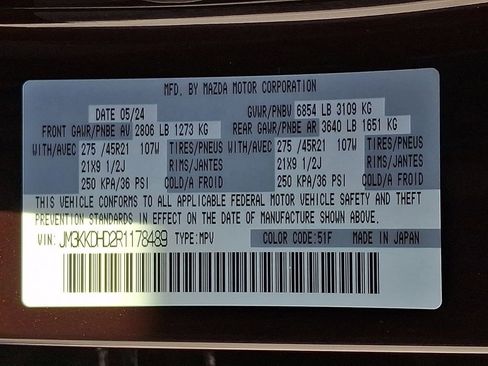 MFD. BY MAZDA MOTOR CORPORATION
DATE 05/24 GVWR/PNBV 6854 LB 3109 KG
FRONT GAWR/PNBE AV 2806 LB 1273 KG REAR GAWR/PNBE AR 3640 LB 1651 KG
WITH/AVEC 275 /45R21 107W TIRES/PNEUS WITH/AVEC 275 /45R21 107W TIRES/PNEUS
21X9 1/2J RIMS/JANTES 21X9 1/2J RIMS/JANTES
250 KPA/36 PSI COLD/A FROID 250 KPA/36 PSI COLD/A FROID
THIS VEHICLE CONFORMS TO ALL APPLICABLE FEDERAL MOTOR VEHICLE SAFETY AND THEFT
PREVENTION STANDARDS IN EFFECT ON THE DATE OF MANUFACTURE SHOWN ABOVE.
VIN: JM3KKDHD2R1178489 TYPE:MPV COLOR CODE:51F MADE IN JAPAN